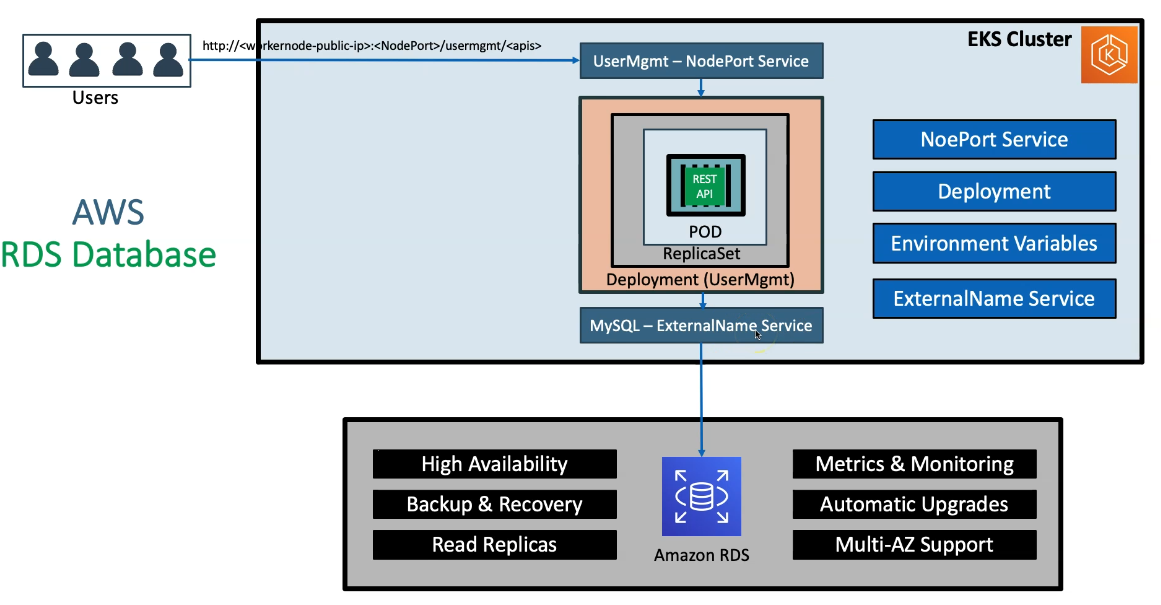 http://<workernode-public-ip>:<NodePort>/usermgmt/<apis>
Users
EKS Cluster
UserMgmt – NodePort Service
REST
API
POD
ReplicaSet
Deployment (UserMgmt)
MySQL – ExternalName Service
NoePort Service
Deployment
Environment Variables
ExternalName Service
AWS
RDS Database
High Availability
Backup & Recovery
Read Replicas
Amazon RDS
Metrics & Monitoring
Automatic Upgrades
Multi-AZ Support